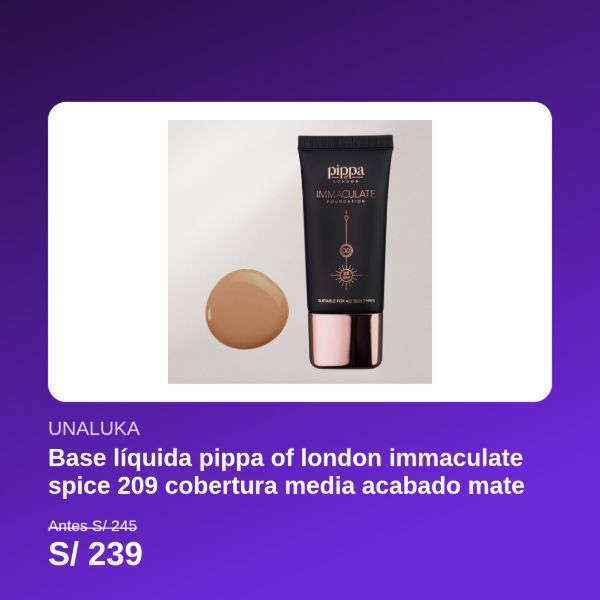 pippa
OF
LONDON
IMMACULATE
FOUNDATION
SUITABLE FOR ALL SKIN TYPES
UNALUKA
Base líquida pippa of london immaculate
spice 209 cobertura media acabado mate
Antes S/ 245
S/ 239